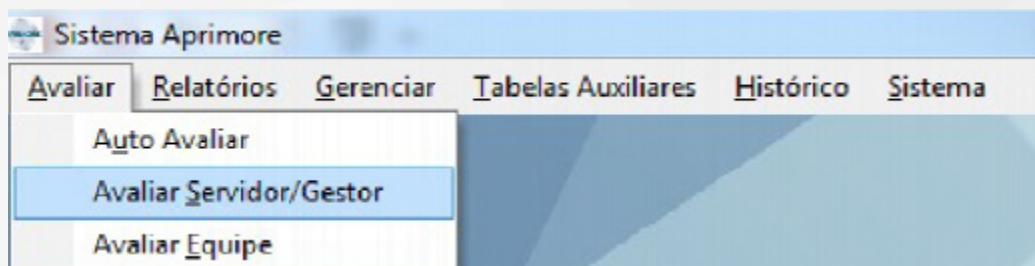 Sistema Aprimore
Avaliar Relatórios Gerenciar Tabelas Auxiliares Histórico Sistema
Auto Avaliar
Avaliar Servidor/Gestor
Avaliar Equipe